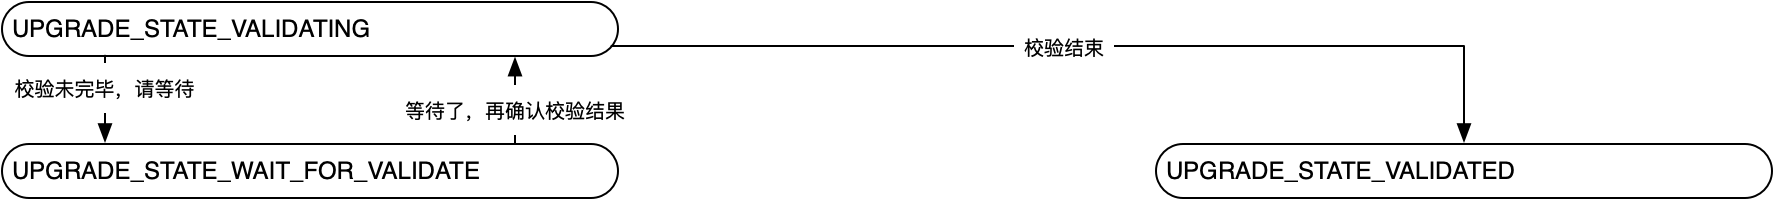 UPGRADE_STATE_VALIDATING
校验结束
校验未完毕，请等待
等待了，再确认校验结果
UPGRADE_STATE_WAIT_FOR_VALIDATE
UPGRADE_STATE_VALIDATED